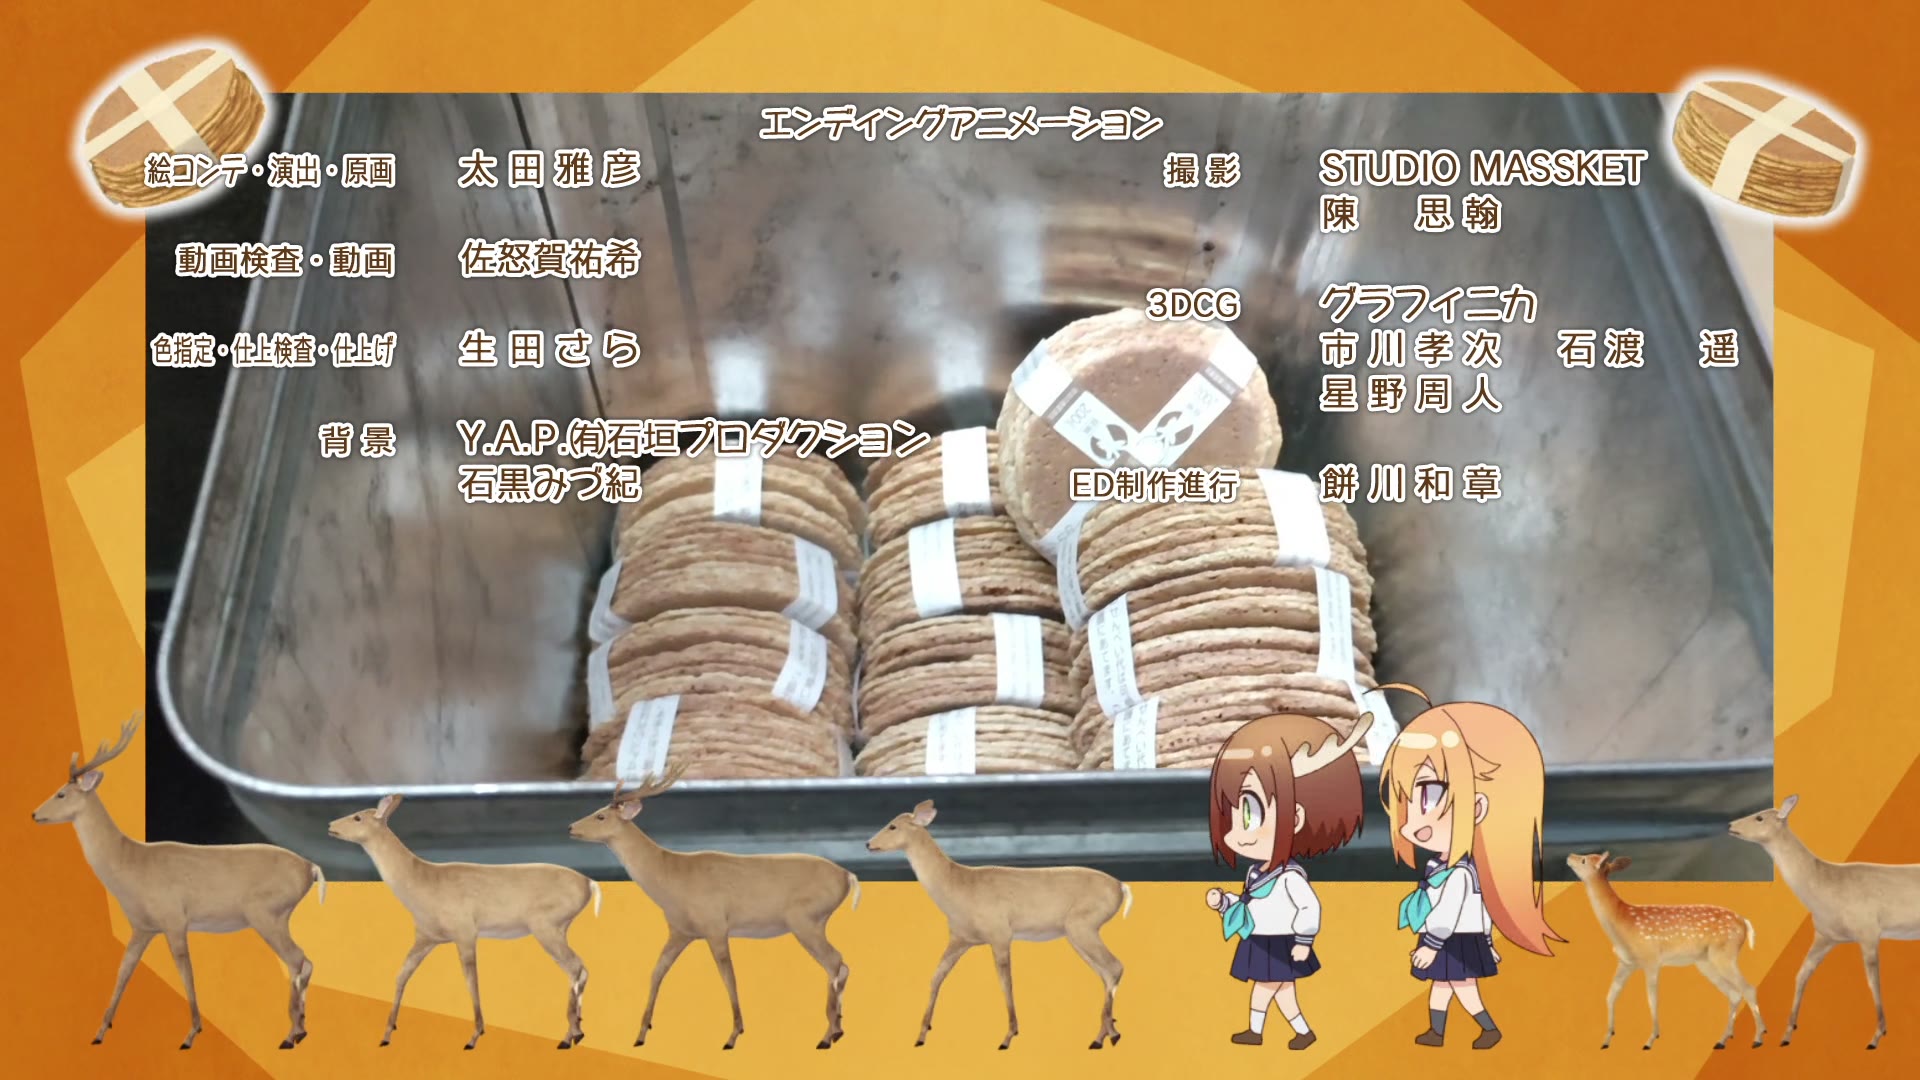 エンディングアニメーション
絵コンテ・演出・原画 太田雅彦
動画検査・動画 佐怒賀祐希
色指定・仕上検査・仕上げ 生田さら
背景 Y.A.P.㈲石垣プロダクション
石黒みづ紀
撮影 STUDIO MASSKET
陳 思翰
3DCG グラフィニカ
市川孝次 石渡 遥
星野周人
ED制作進行 餅川和章